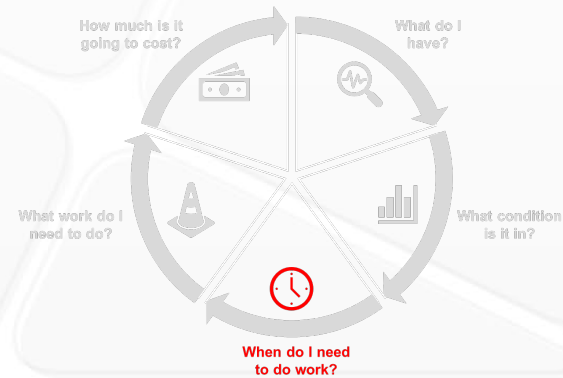 How much is it
going to cost?
What do I
have?
What work do I
need to do?
What condition
is it in?
When do I need
to do work?